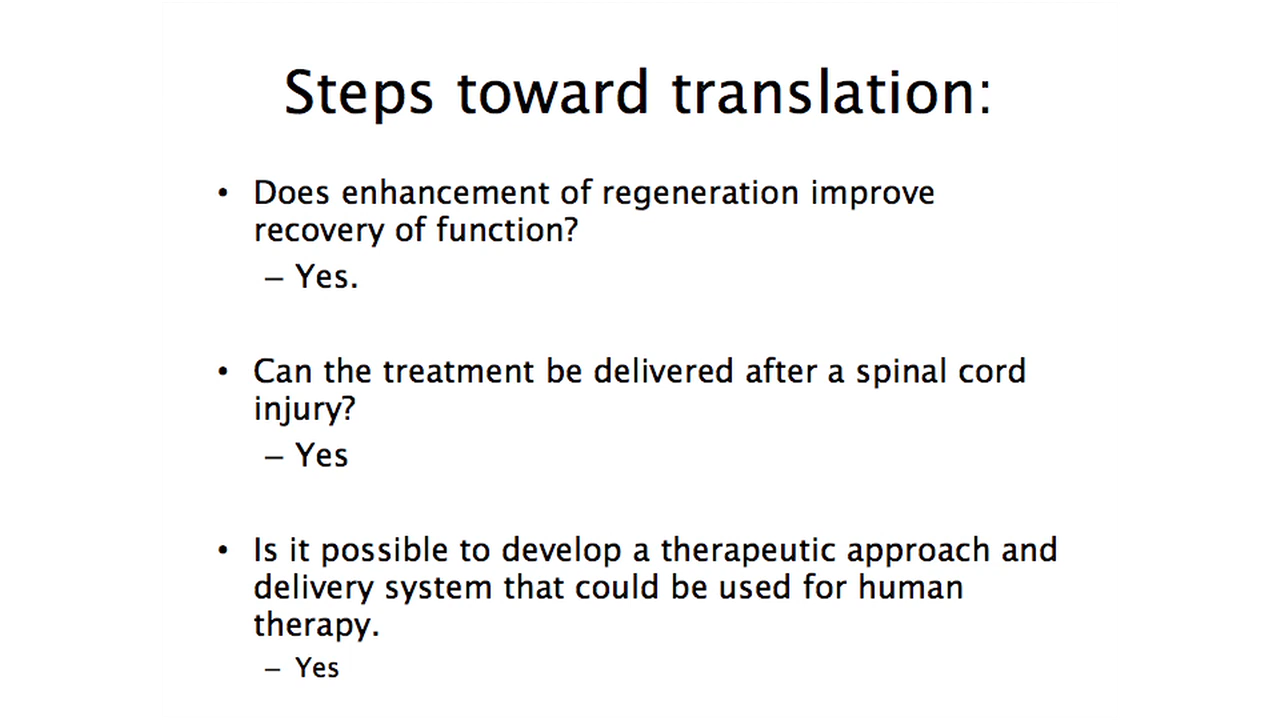 Steps toward translation:
• Does enhancement of regeneration improve
recovery of function?
– Yes.
• Can the treatment be delivered after a spinal cord
injury?
– Yes
• Is it possible to develop a therapeutic approach and
delivery system that could be used for human
therapy.
– Yes